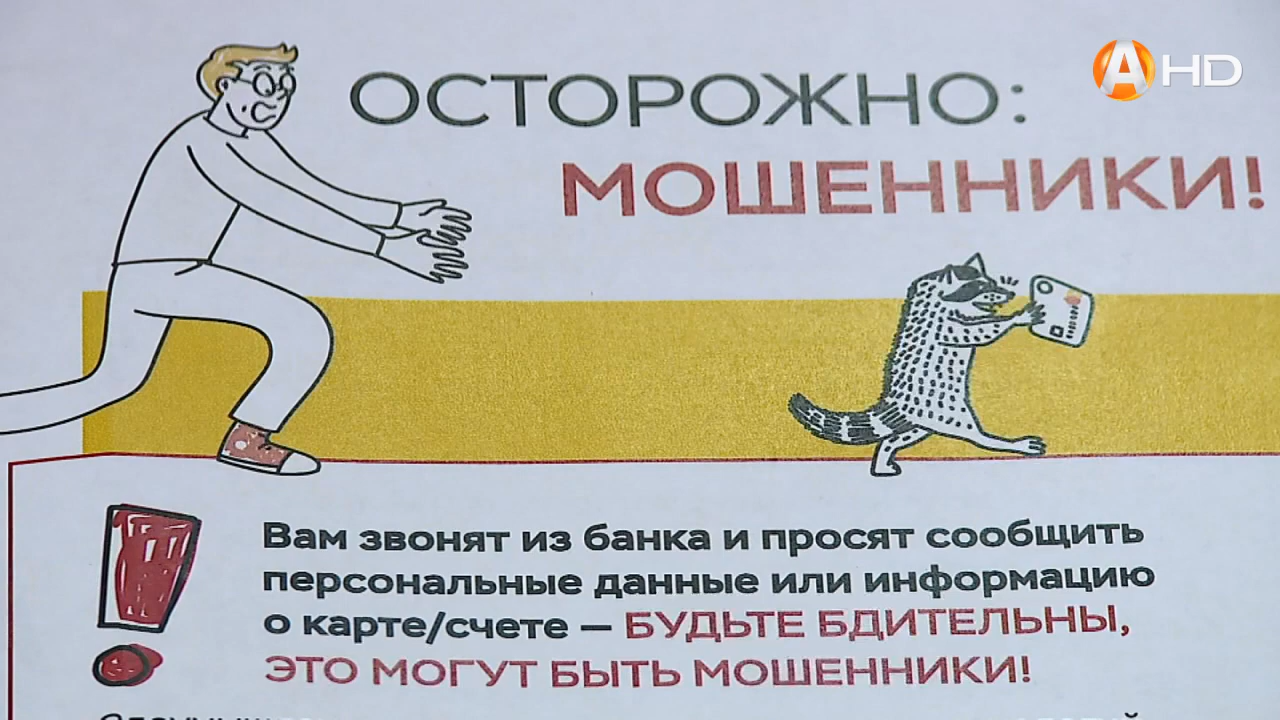 A HD
ОСТОРОЖНО:
МОШЕННИКИ!
Вам звонят из банка и просят сообщить
персональные данные или информацию
о карте/счете — БУДЬТЕ БДИТЕЛЬНЫ,
ЭТО МОГУТ БЫТЬ МОШЕННИКИ!